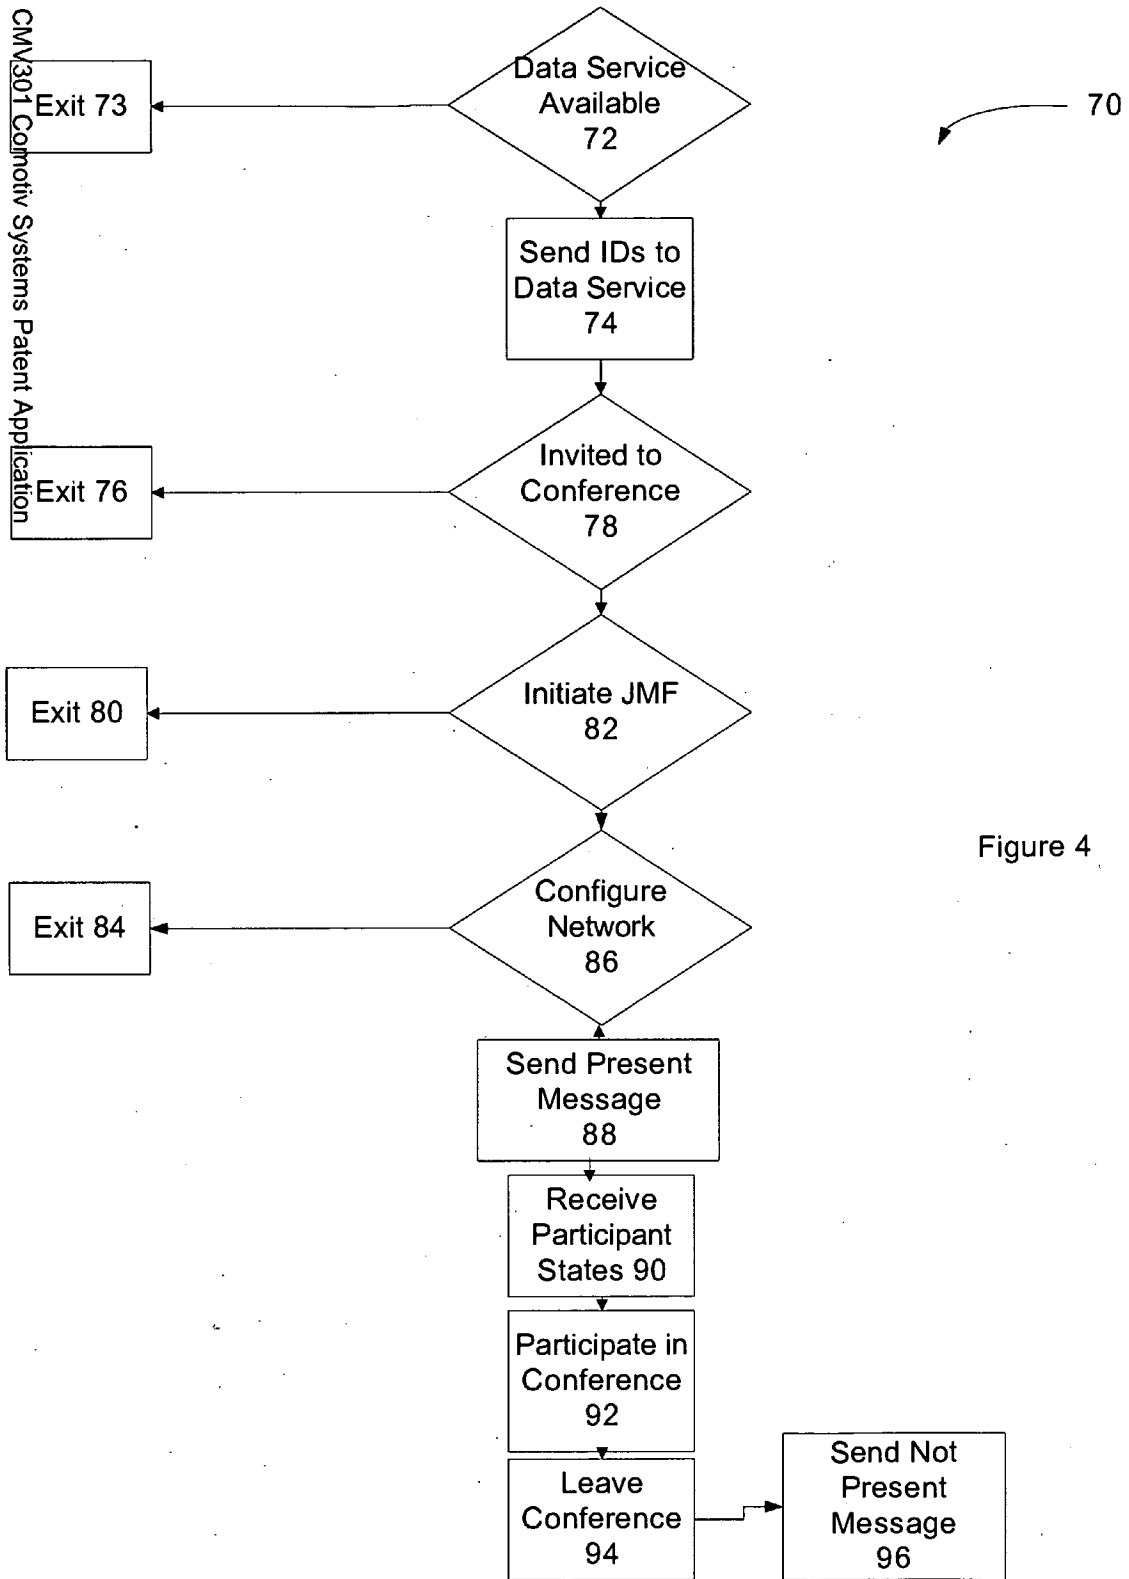 CMV301 Comotiv Systems Patent Application
Data Service
Available
72
Exit 73
70
Send IDs to
Data Service
74
Invited to
Conference
78
Exit 76
Initiate JMF
82
Exit 80
Figure 4
Configure
Network
86
Exit 84
Send Present
Message
88
Receive
Participant
States 90
Participate in
Conference
92
Leave
Conference
94
Send Not
Present
Message
96